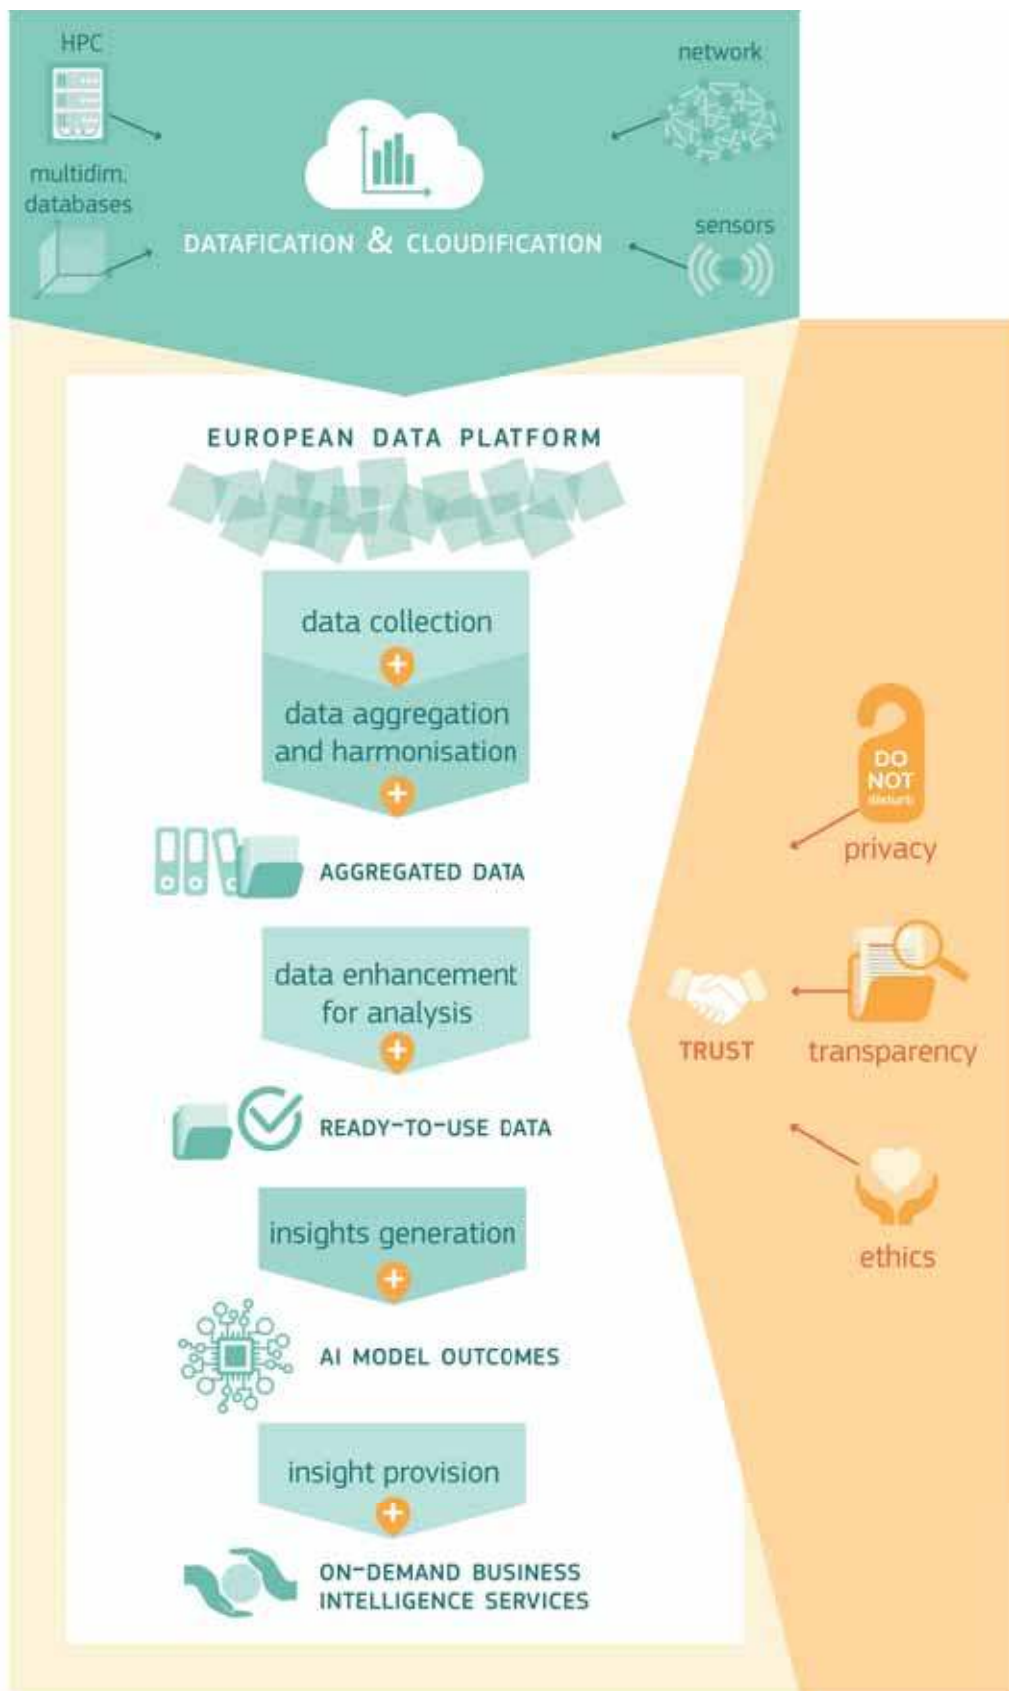 HPC
network
multidim.
databases
sensors
DATAFICATION & CLOUDIFICATION
EUROPEAN DATA PLATFORM
data collection
data aggregation
and harmonisation
DO
NOT
disturb
privacy
AGGREGATED DATA
data enhancement
for analysis
TRUST
transparency
READY-TO-USE DATA
insights generation
ethics
AI MODEL OUTCOMES
insight provision
ON-DEMAND BUSINESS
INTELLIGENCE SERVICES